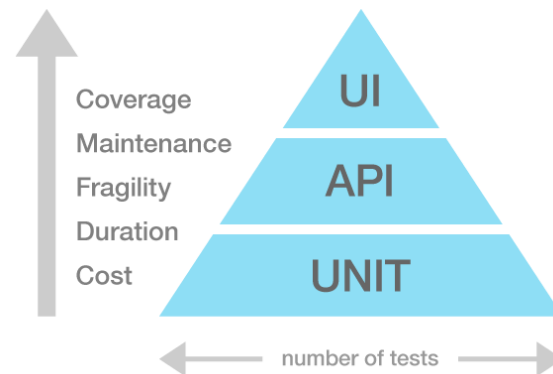 Coverage
Maintenance
Fragility
Duration
Cost
UI
API
UNIT
number of tests